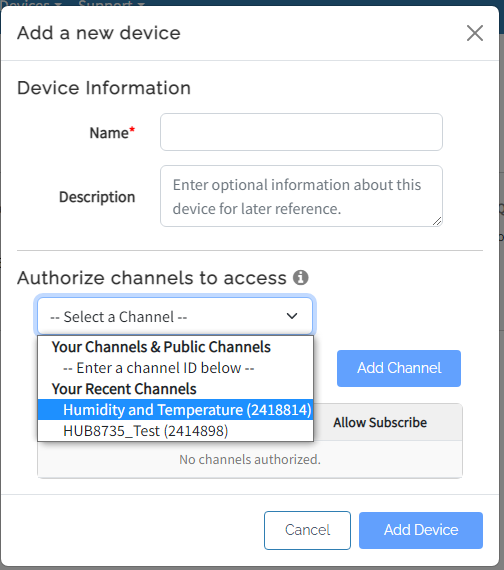 Devices Support
Add a new device
Device Information
Name*
Description
Enter optional information about this
device for later reference.
Authorize channels to access
-- Select a Channel --
Your Channels & Public Channels
-- Enter a channel ID below --
Your Recent Channels
Humidity and Temperature (2418814)
HUB8735_Test (2414898)
Add Channel
Allow Subscribe
No channels authorized.
Cancel
Add Device